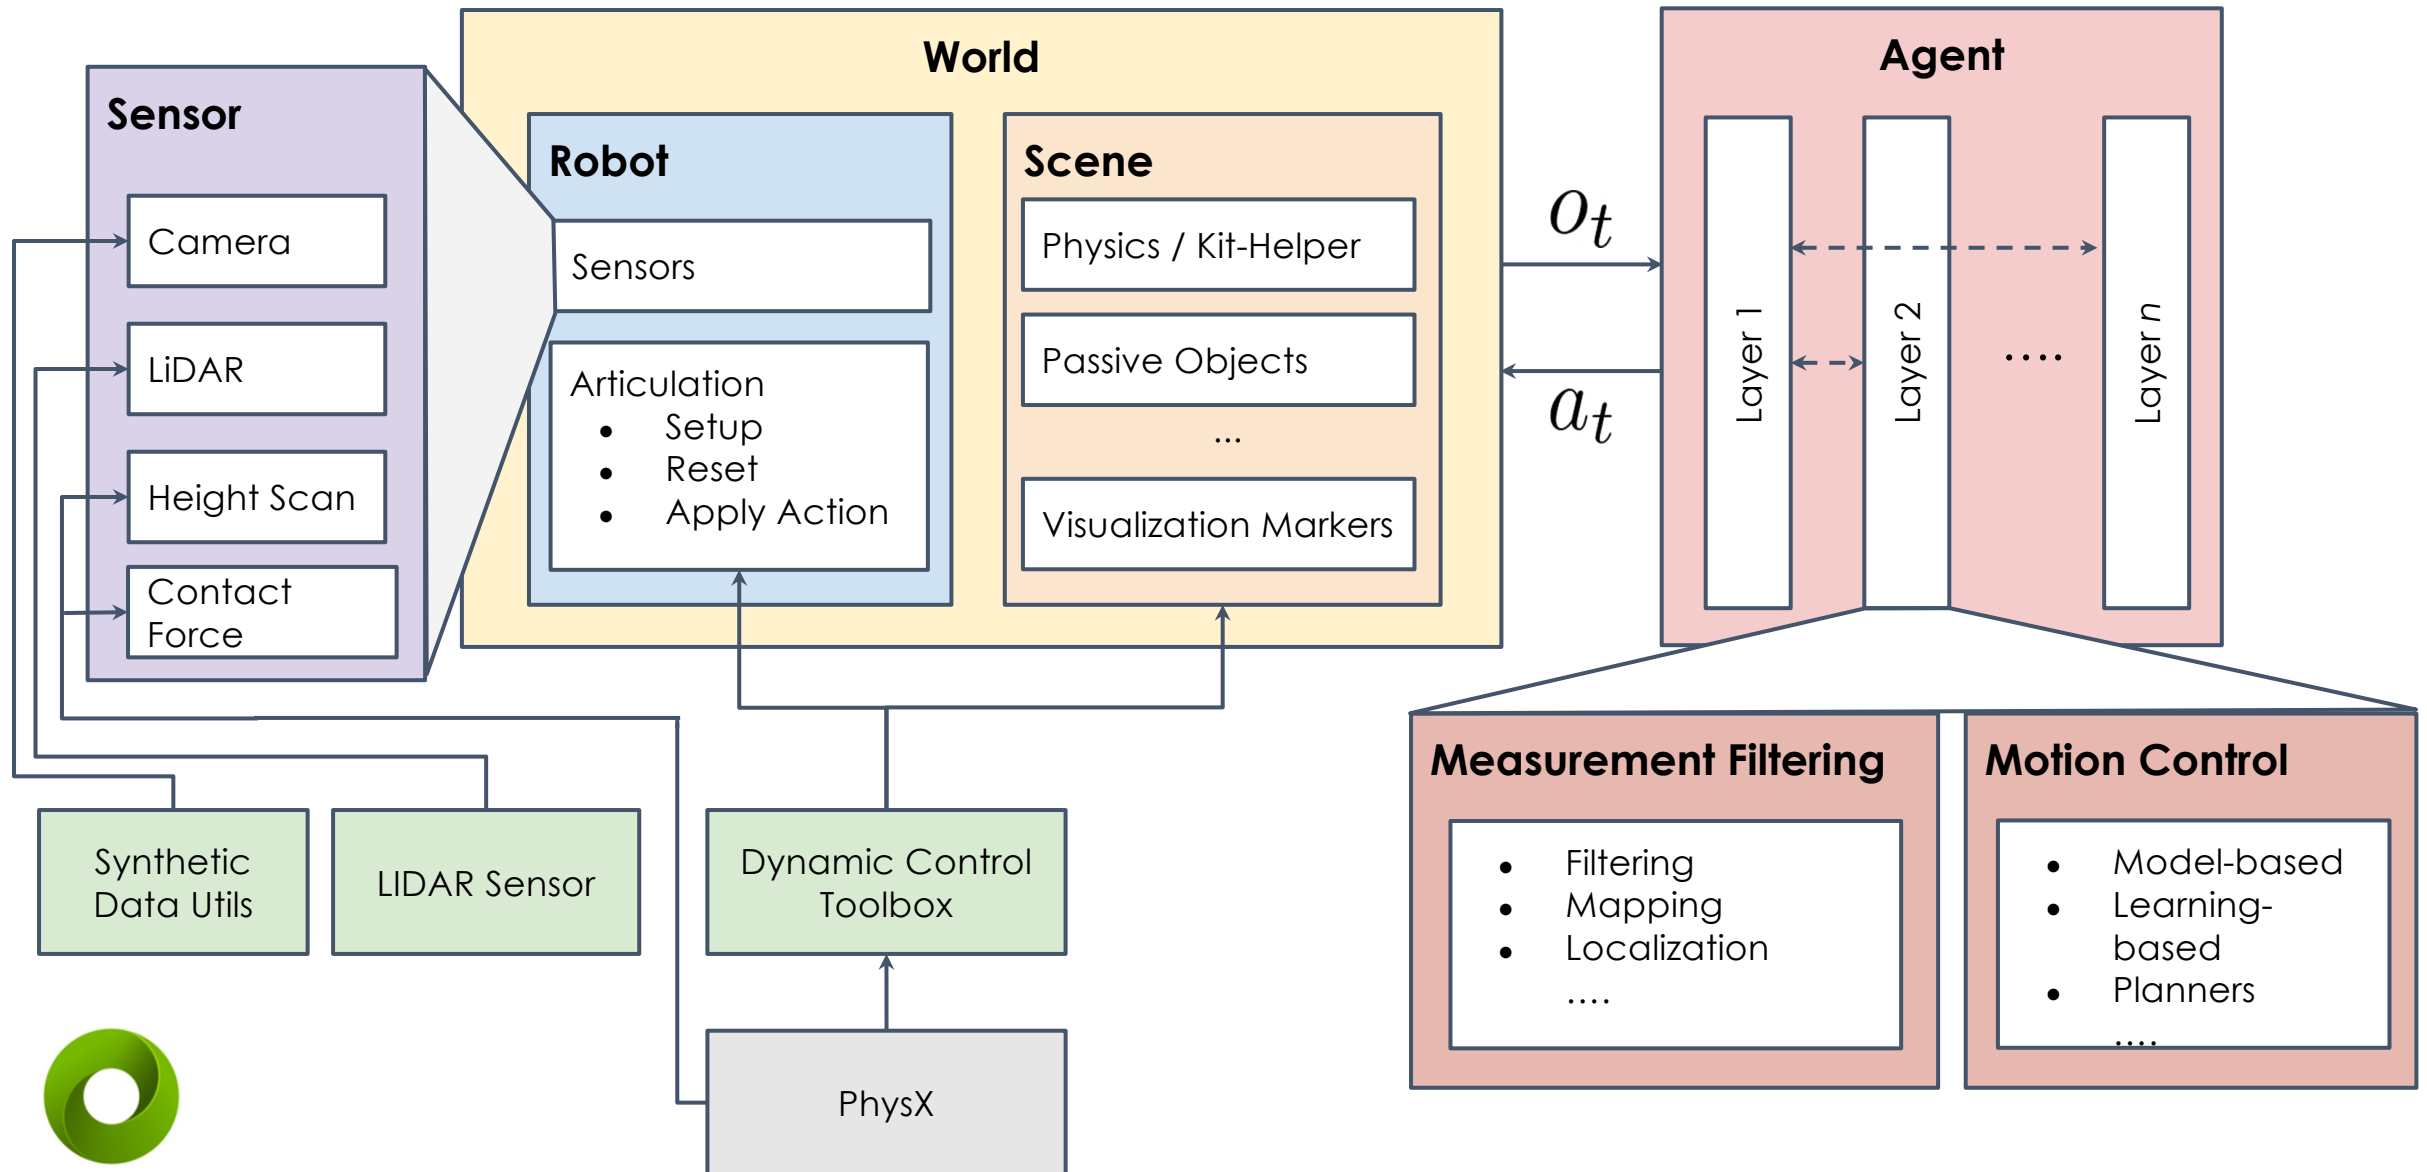 World
Agent
Sensor
Robot
Scene
Camera
LiDAR
Height Scan
Contact
Force
Sensors
Articulation
• Setup
• Reset
• Apply Action
Physics / Kit-Helper
Passive Objects
...
Visualization Markers
oₜ
aₜ
Layer 1
Layer 2
....
Layer n
Measurement Filtering
• Filtering
• Mapping
• Localization
....
Motion Control
• Model-based
• Learning-
based
• Planners
....
Synthetic
Data Utils
LIDAR Sensor
Dynamic Control
Toolbox
PhysX